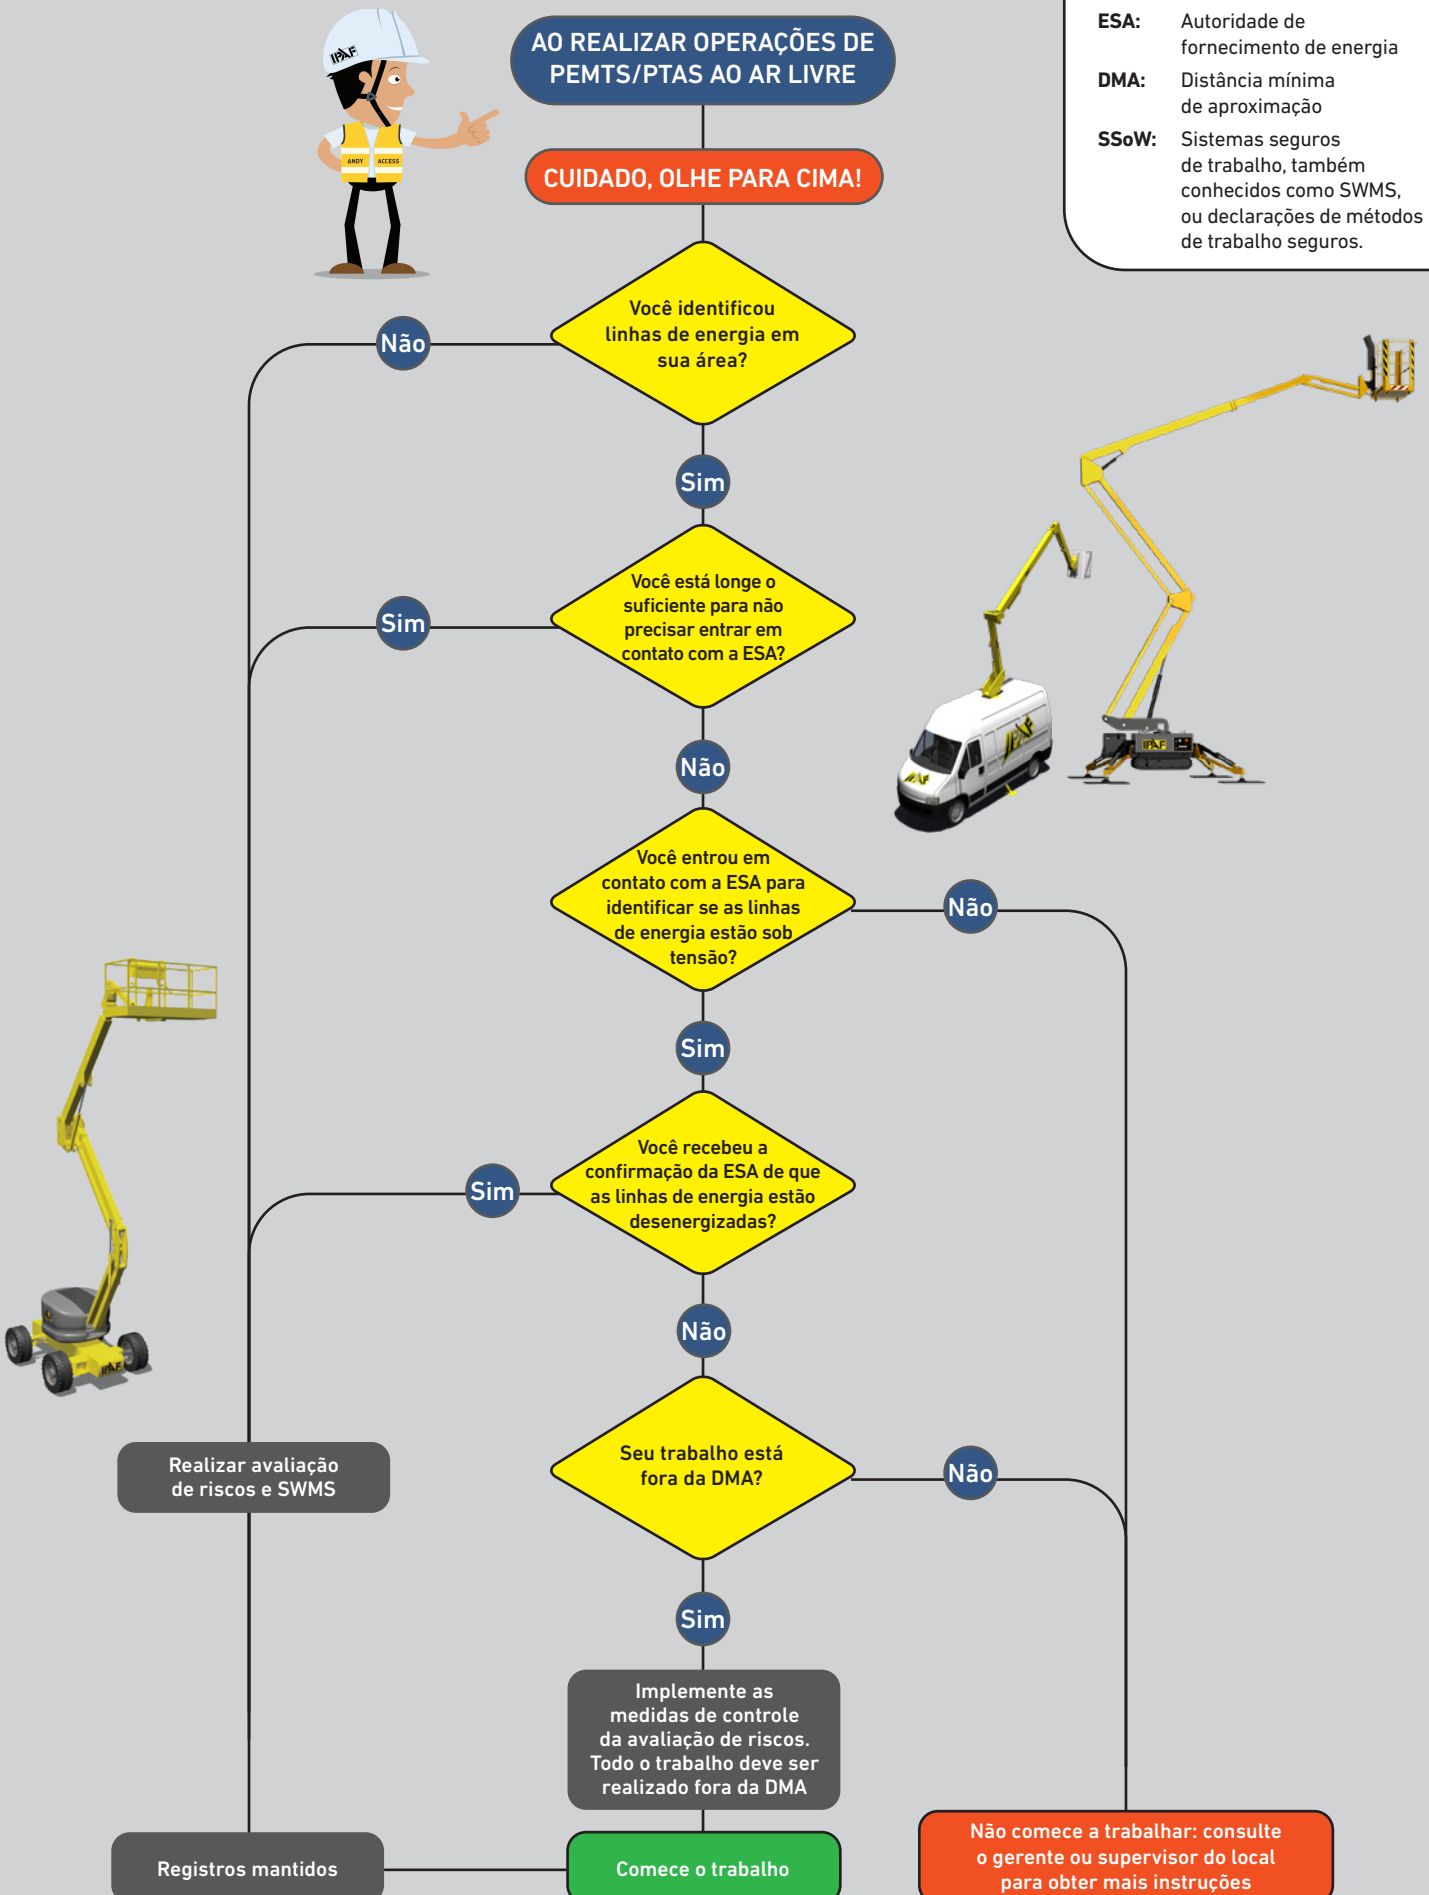 IPAF
ANDY ACCESS
AO REALIZAR OPERAÇÕES DE
PEMTS/PTAS AO AR LIVRE
CUIDADO, OLHE PARA CIMA!
ESA: Autoridade de
fornecimento de energia
DMA: Distância mínima
de aproximação
SSoW: Sistemas seguros
de trabalho, também
conhecidos como SWMS,
ou declarações de métodos
de trabalho seguros.
Você identificou
linhas de energia em
sua área?
Não
Sim
Você está longe o
suficiente para não
precisar entrar em
contato com a ESA?
Sim
Não
IPAF
IPAF
IPAF
Você entrou em
contato com a ESA para
identificar se as linhas
de energia estão sob
tensão?
Não
Sim
Você recebeu a
confirmação da ESA de que
as linhas de energia estão
desenergizadas?
Sim
Não
IPAF
Seu trabalho está
fora da DMA?
Não
Sim
Realizar avaliação
de riscos e SWMS
Implemente as
medidas de controle
da avaliação de riscos.
Todo o trabalho deve ser
realizado fora da DMA
Registros mantidos
Comece o trabalho
Não comece a trabalhar: consulte
o gerente ou supervisor do local
para obter mais instruções